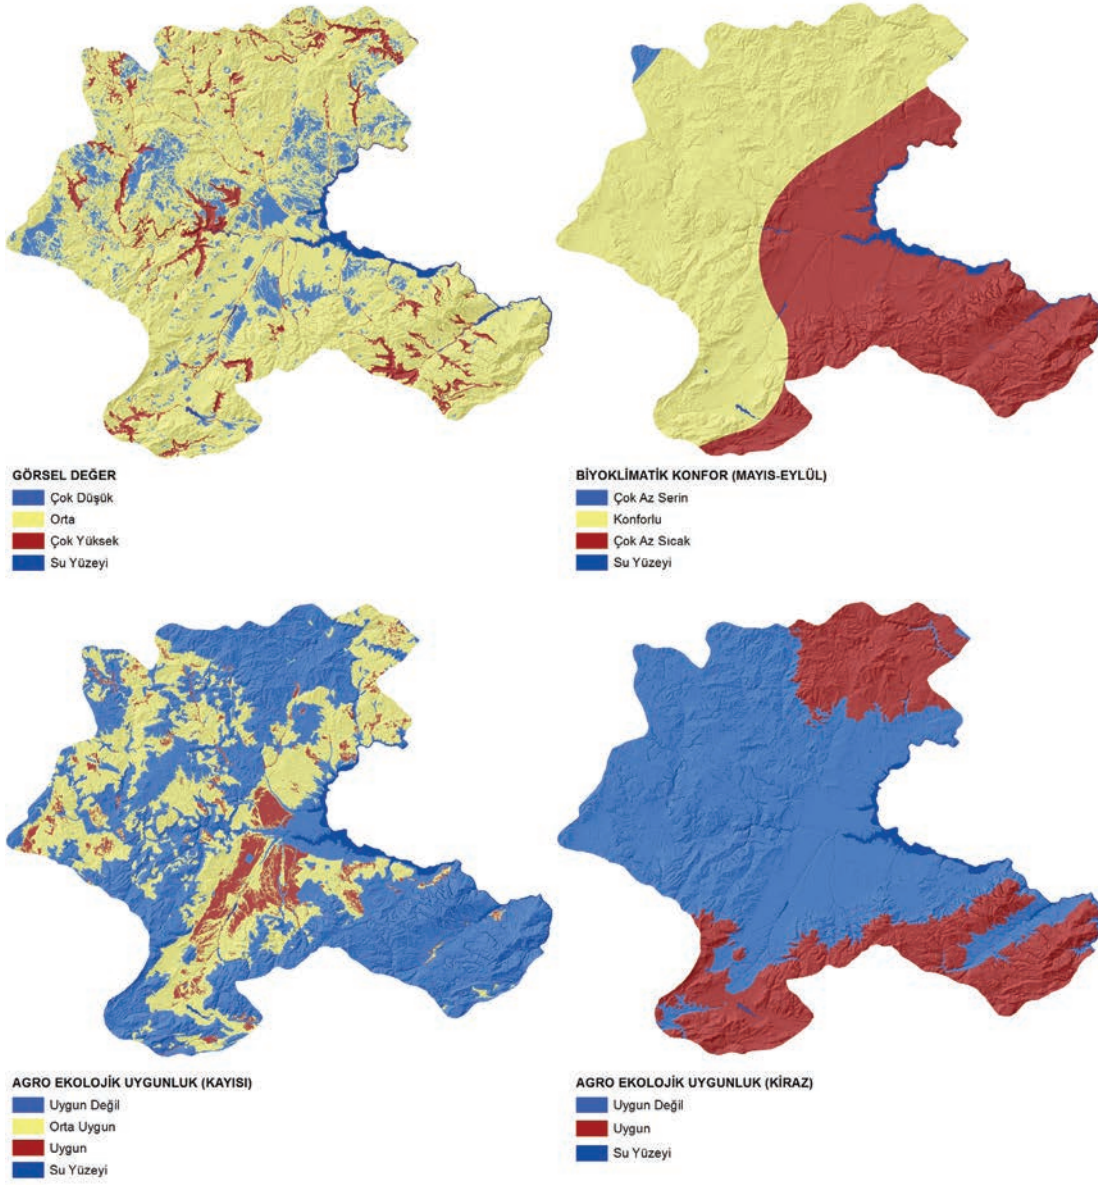 GÖRSEL DEĞER
Çok Düşük
Orta
Çok Yüksek
Su Yüzeyi
BİYOKLİMATİK KONFOR (MAYIS-EYLÜL)
Çok Az Serin
Konforlu
Çok Az Sıcak
Su Yüzeyi
AGRO EKOLOJİK UYGUNLUK (KAYISI)
Uygun Değil
Orta Uygun
Uygun
Su Yüzeyi
AGRO EKOLOJİK UYGUNLUK (KİRAZ)
Uygun Değil
Uygun
Su Yüzeyi